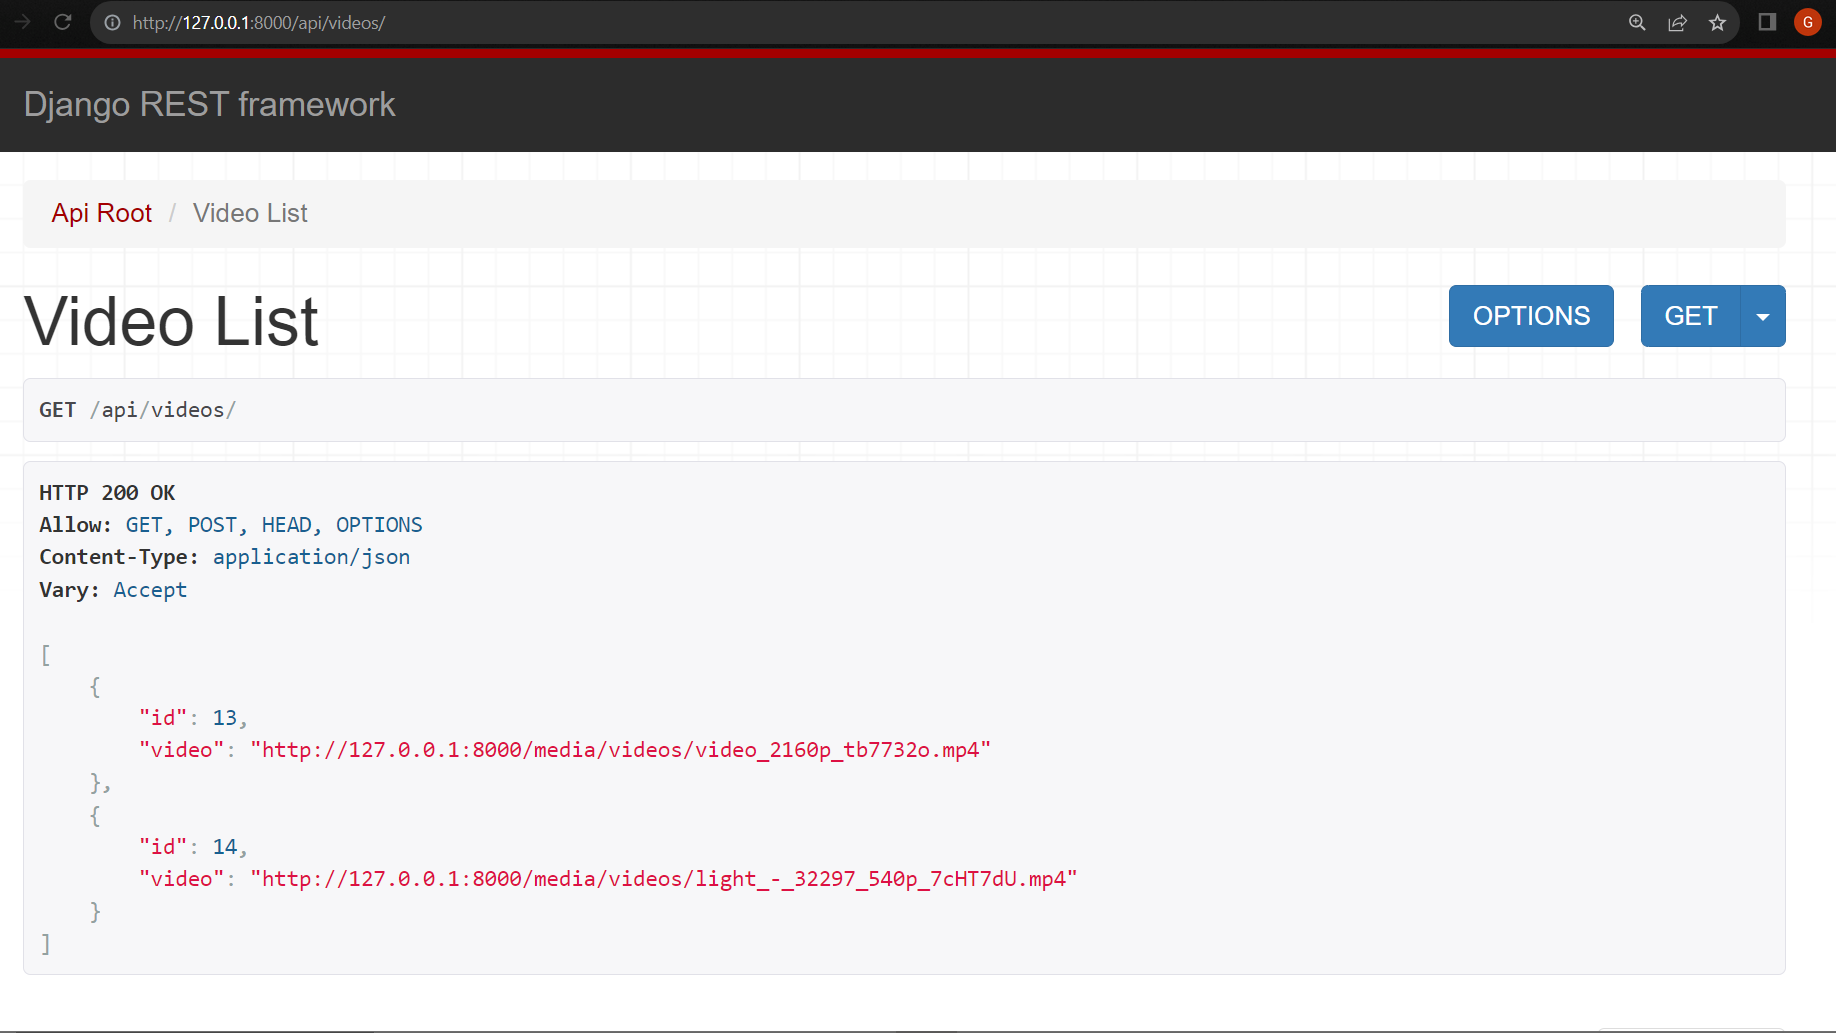 http://127.0.0.1:8000/api/videos/
G
Django REST framework
Api Root / Video List
Video List
OPTIONS
GET
GET /api/videos/
HTTP 200 OK
Allow: GET, POST, HEAD, OPTIONS
Content-Type: application/json
Vary: Accept
[
    {
        "id": 13,
        "video": "http://127.0.0.1:8000/media/videos/video_2160p_tb7732o.mp4"
    },
    {
        "id": 14,
        "video": "http://127.0.0.1:8000/media/videos/light_-_32297_540p_7cHT7dU.mp4"
    }
]